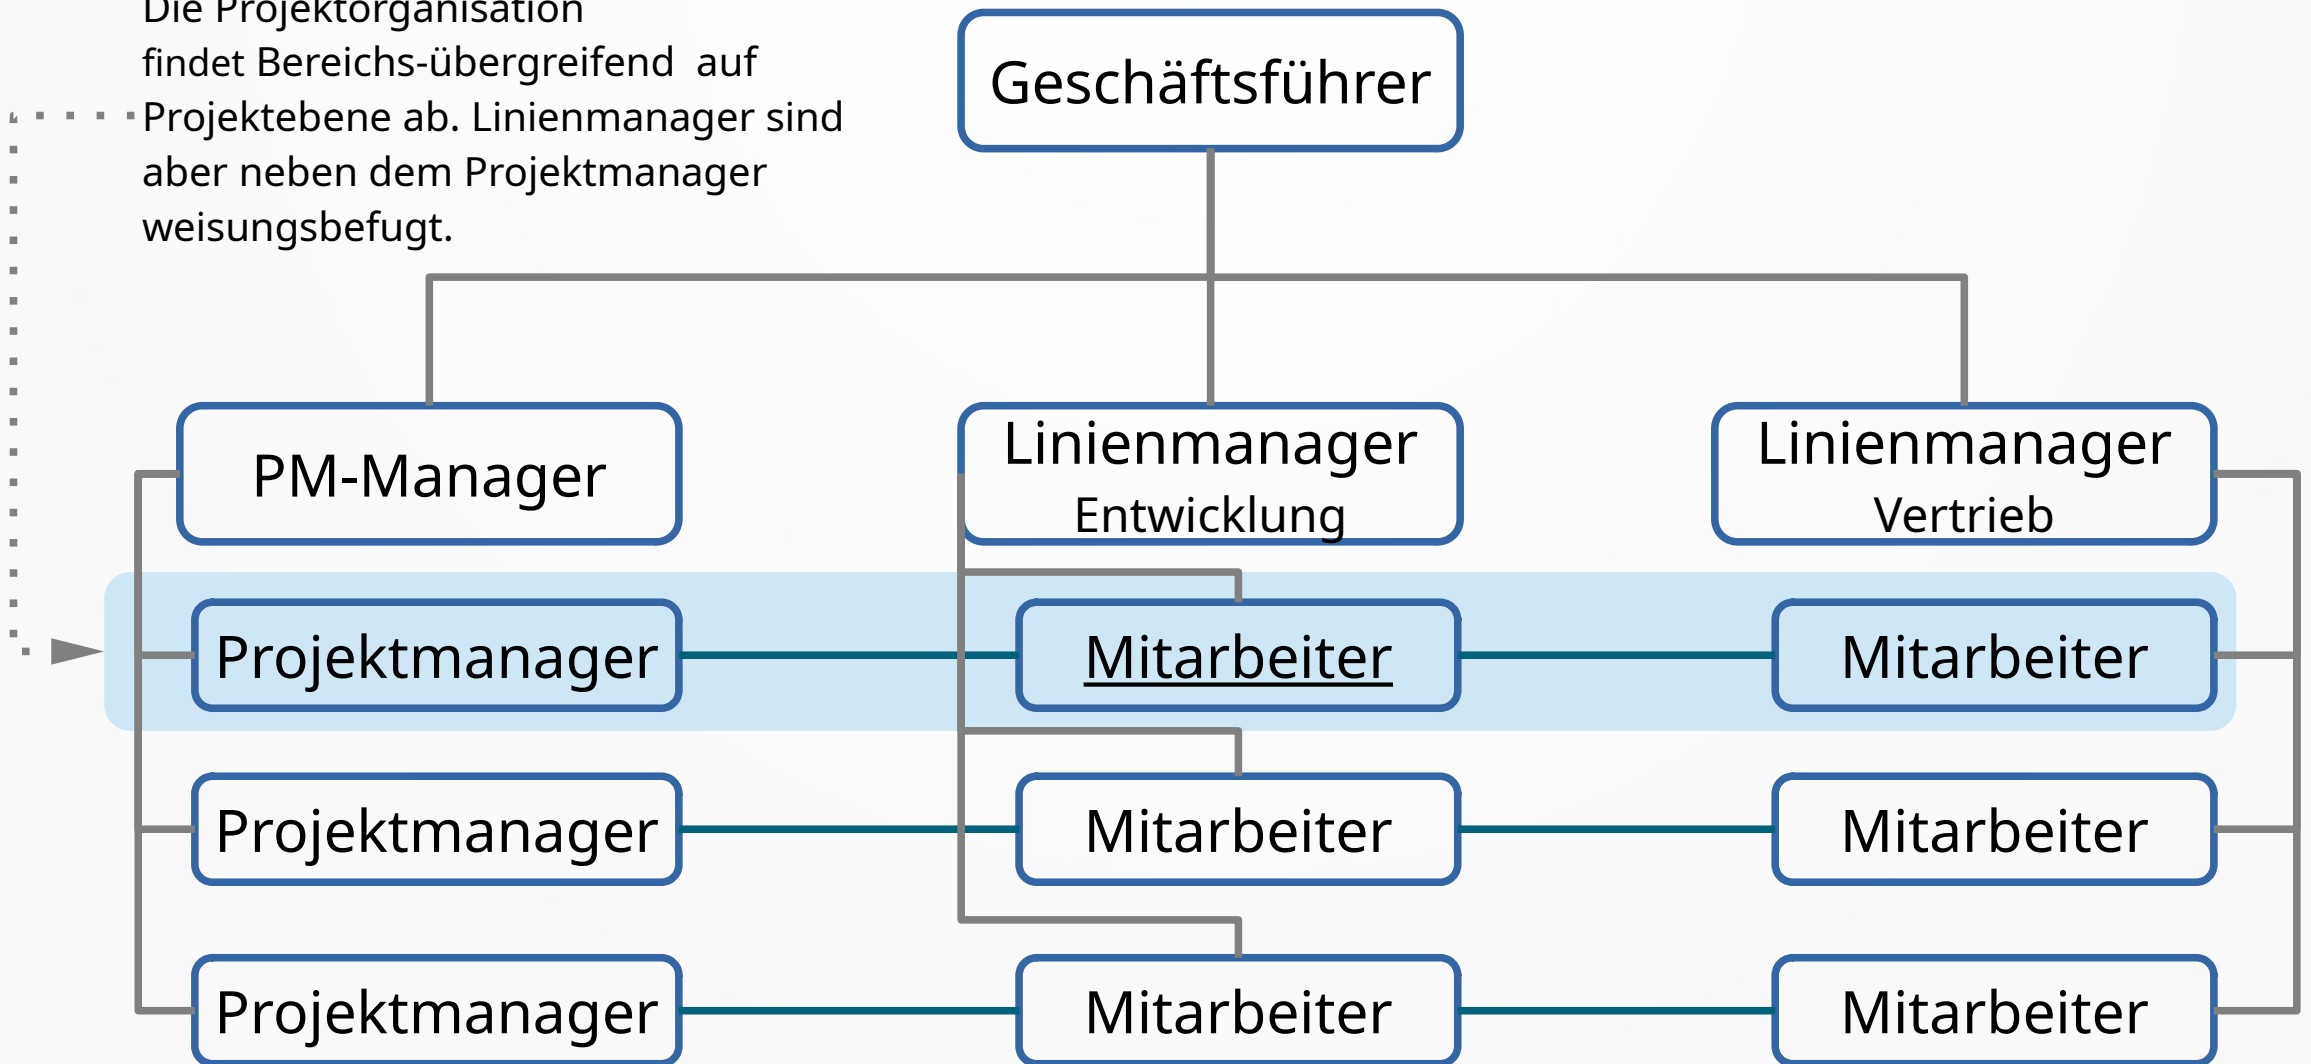 Die Projektorganisation
findet Bereichs-übergreifend  auf
Projektebene ab. Linienmanager sind
aber neben dem Projektmanager
weisungsbefugt.
Geschäftsführer
PM-Manager
Linienmanager
Entwicklung
Linienmanager
Vertrieb
Projektmanager
Mitarbeiter
Mitarbeiter
Projektmanager
Mitarbeiter
Mitarbeiter
Projektmanager
Mitarbeiter
Mitarbeiter